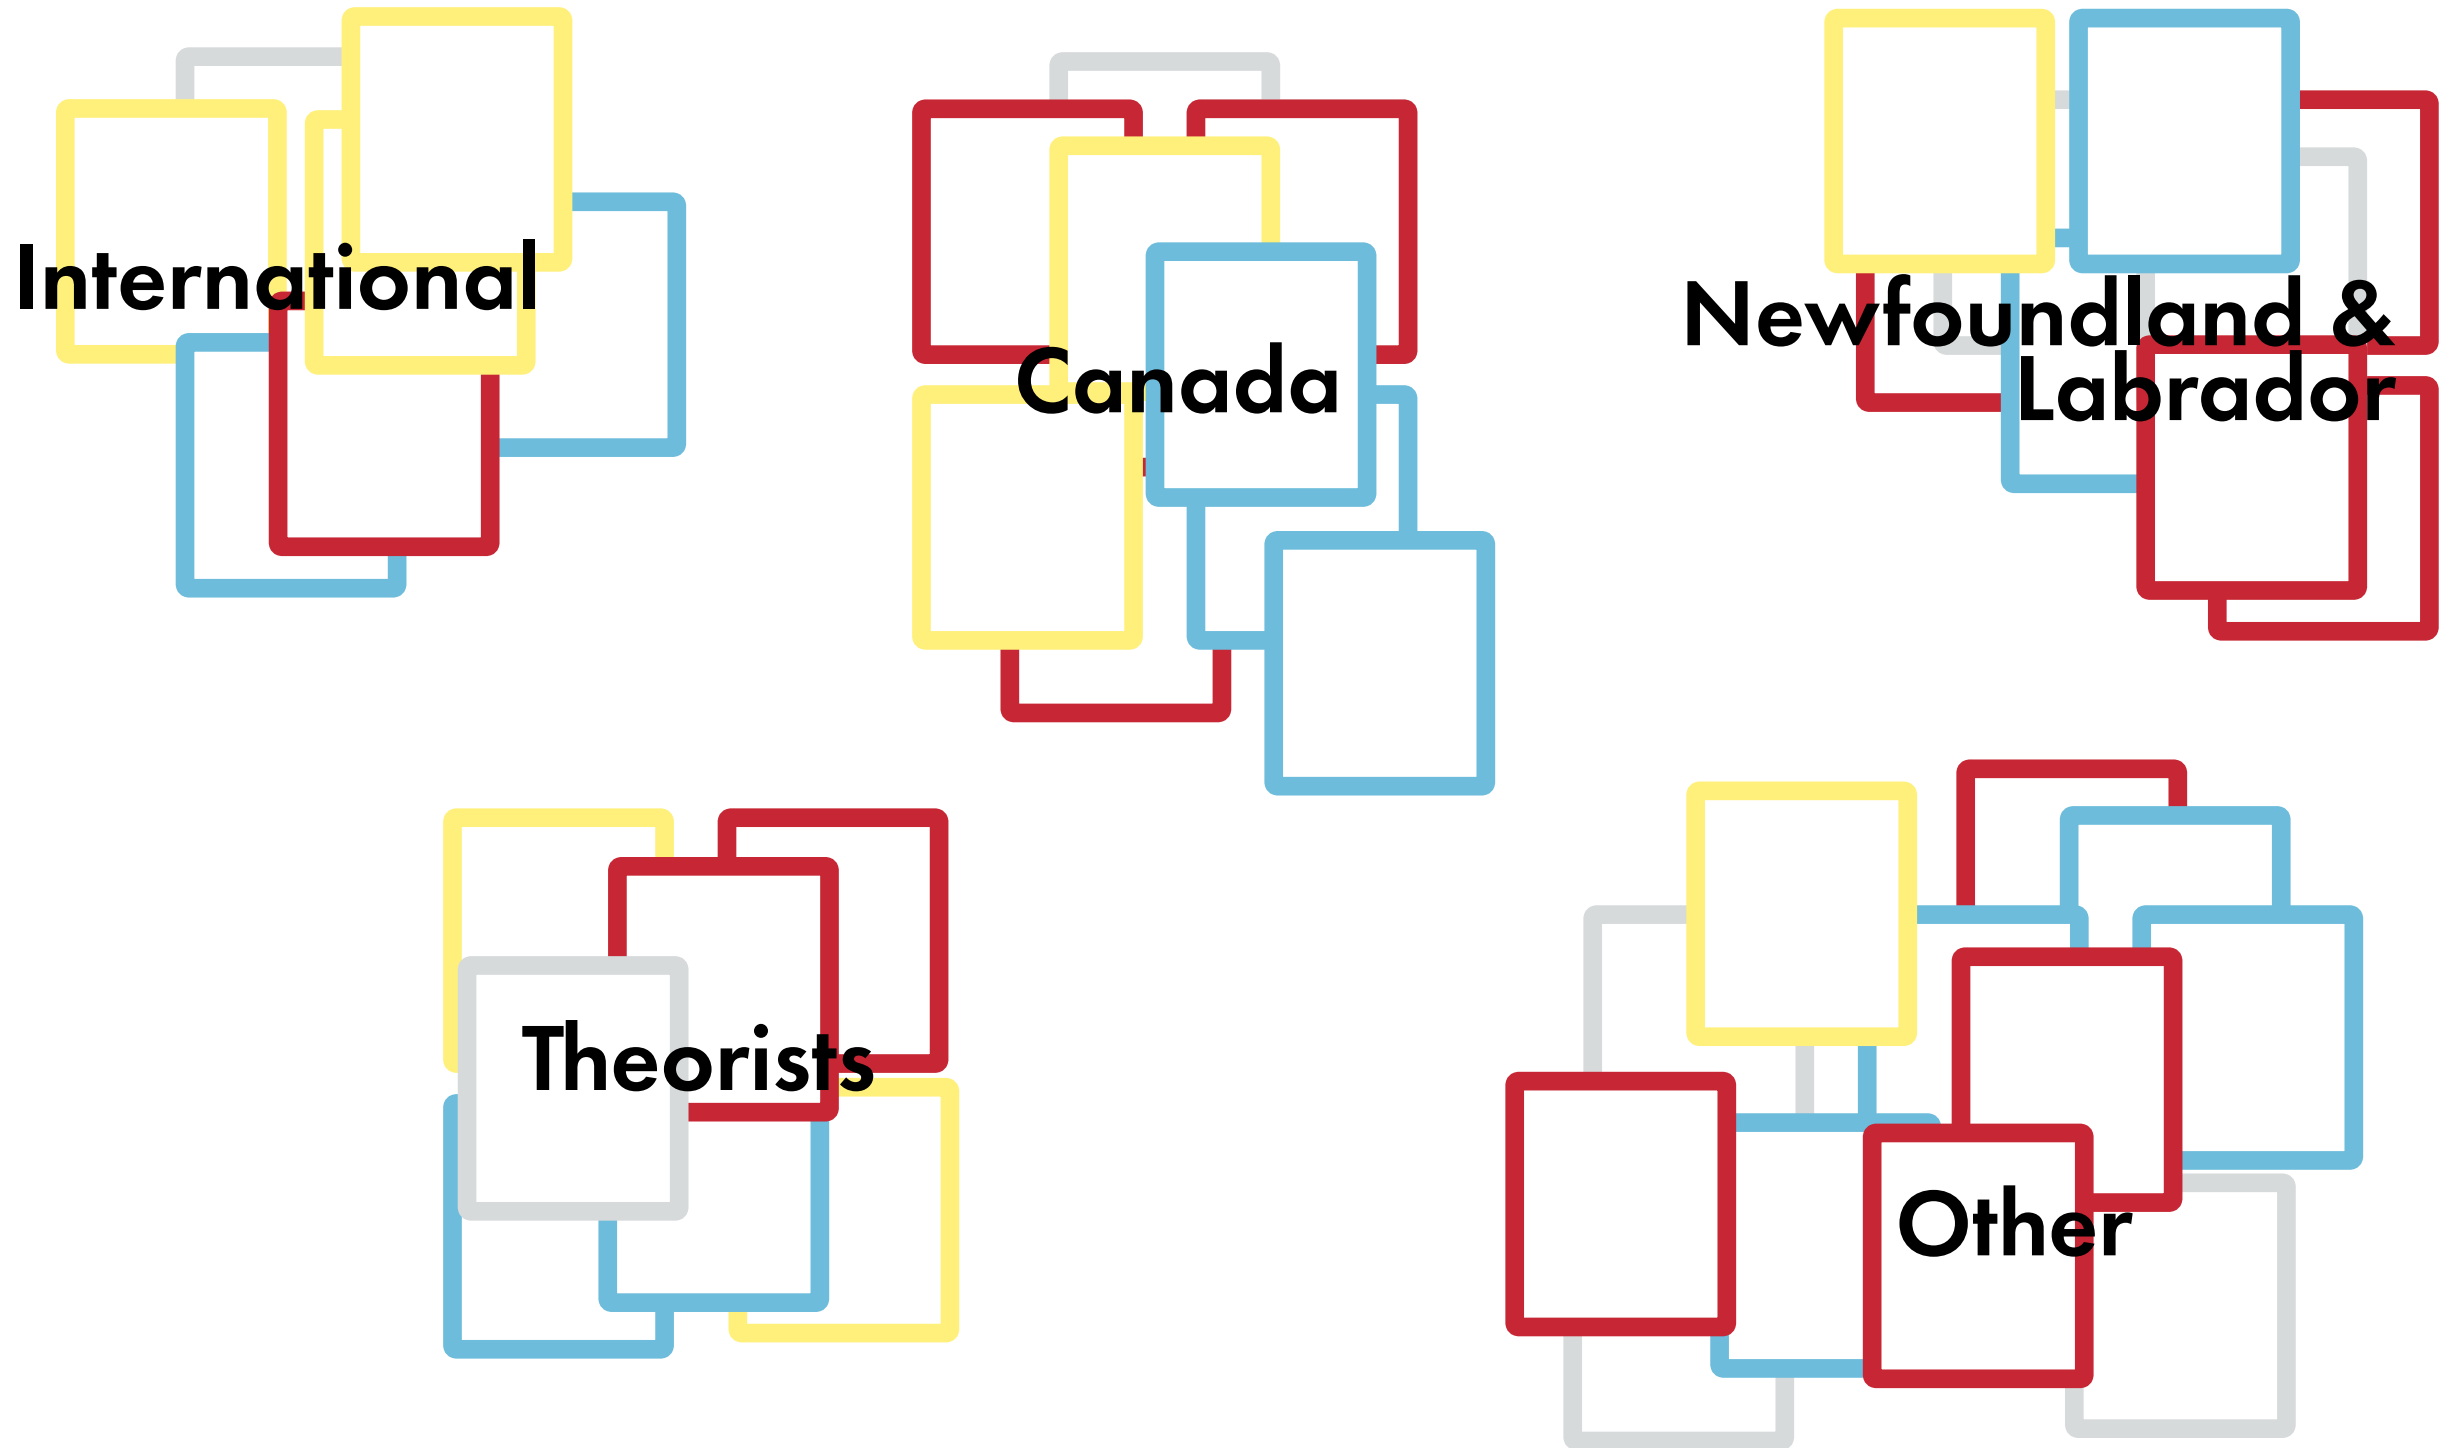 International
Canada
Newfoundland &
Labrador
Theorists
Other